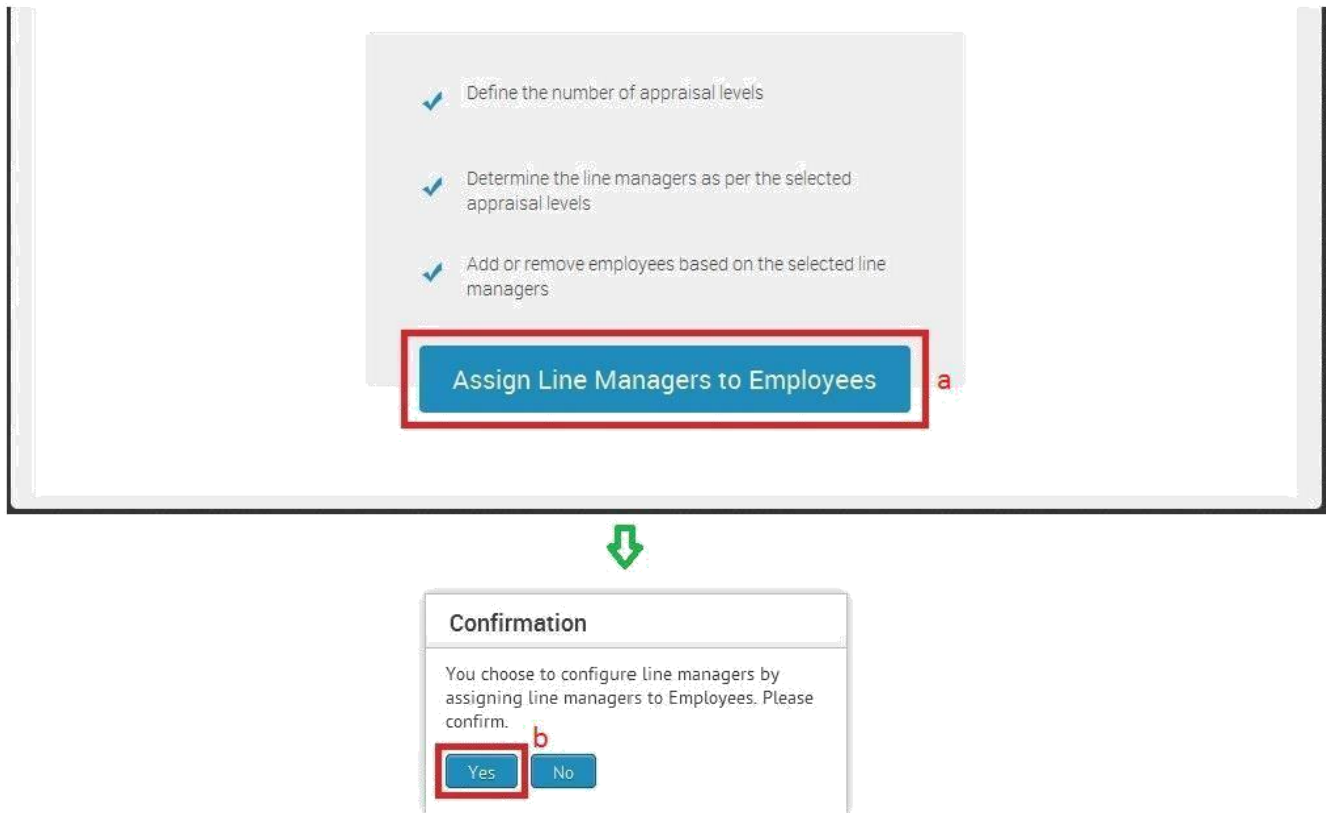 Define the number of appraisal levels
Determine the line managers as per the selected
appraisal levels
Add or remove employees based on the selected line
managers
Assign Line Managers to Employees
a
Confirmation
You choose to configure line managers by
assigning line managers to Employees. Please
confirm.
b
Yes No